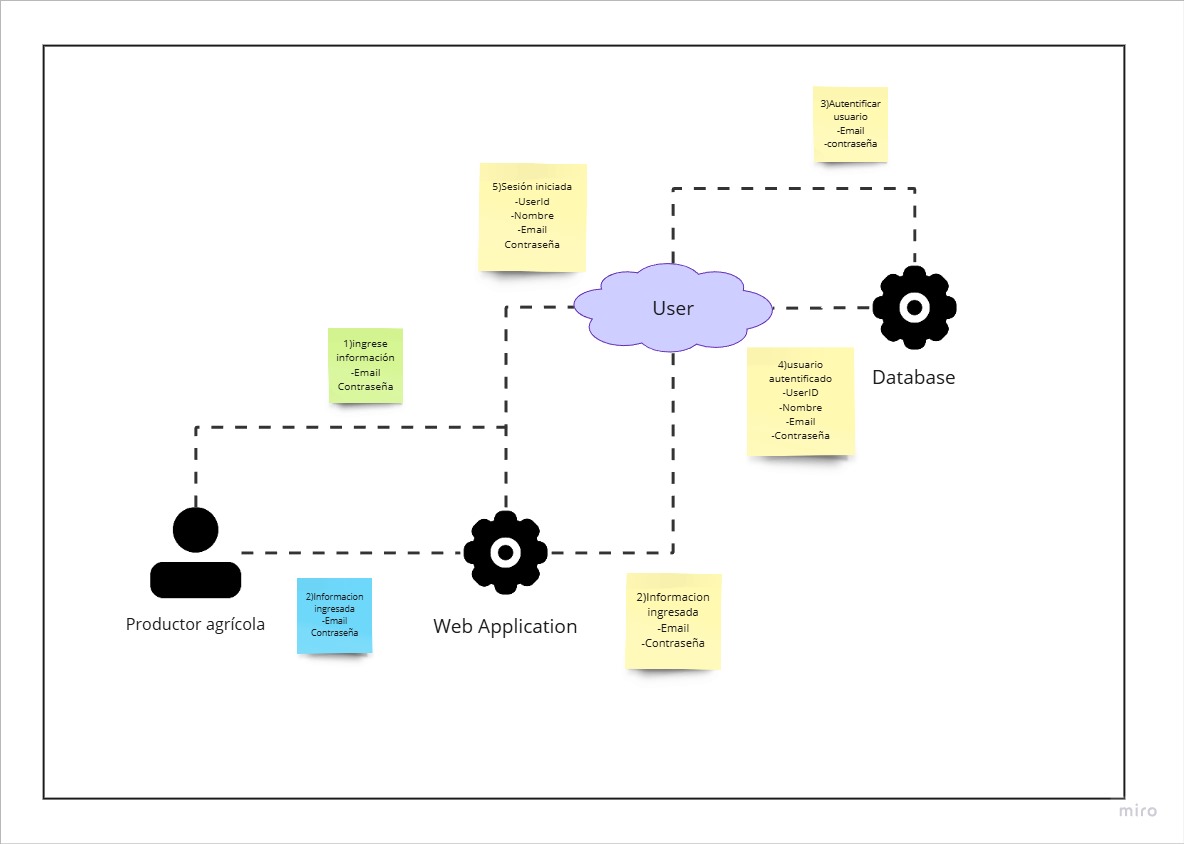 3)Autentificar
usuario
-Email
-contraseña
5)Sesión iniciada
-UserId
-Nombre
-Email
Contraseña
User
1)ingrese
información
-Email
Contraseña
4)usuario
autentificado
-UserID
-Nombre
-Email
-Contraseña
Database
2)Informacion
ingresada
-Email
Contraseña
Productor agrícola
Web Application
2)Informacion
ingresada
-Email
-Contraseña
miro